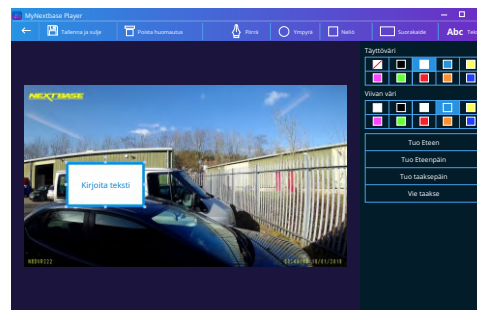 MyNextbase Player
Tallenna ja sulje
Poista huomautus
Piirrä
Ympyrä
Neliö
Suorakaide
Abc
Täyttöväri
Viivan väri
NEXTBASE
Kirjoita teksti
Tuo Eteen
Tuo Eteenpäin
Tuo taaksepäin
Vie taakse